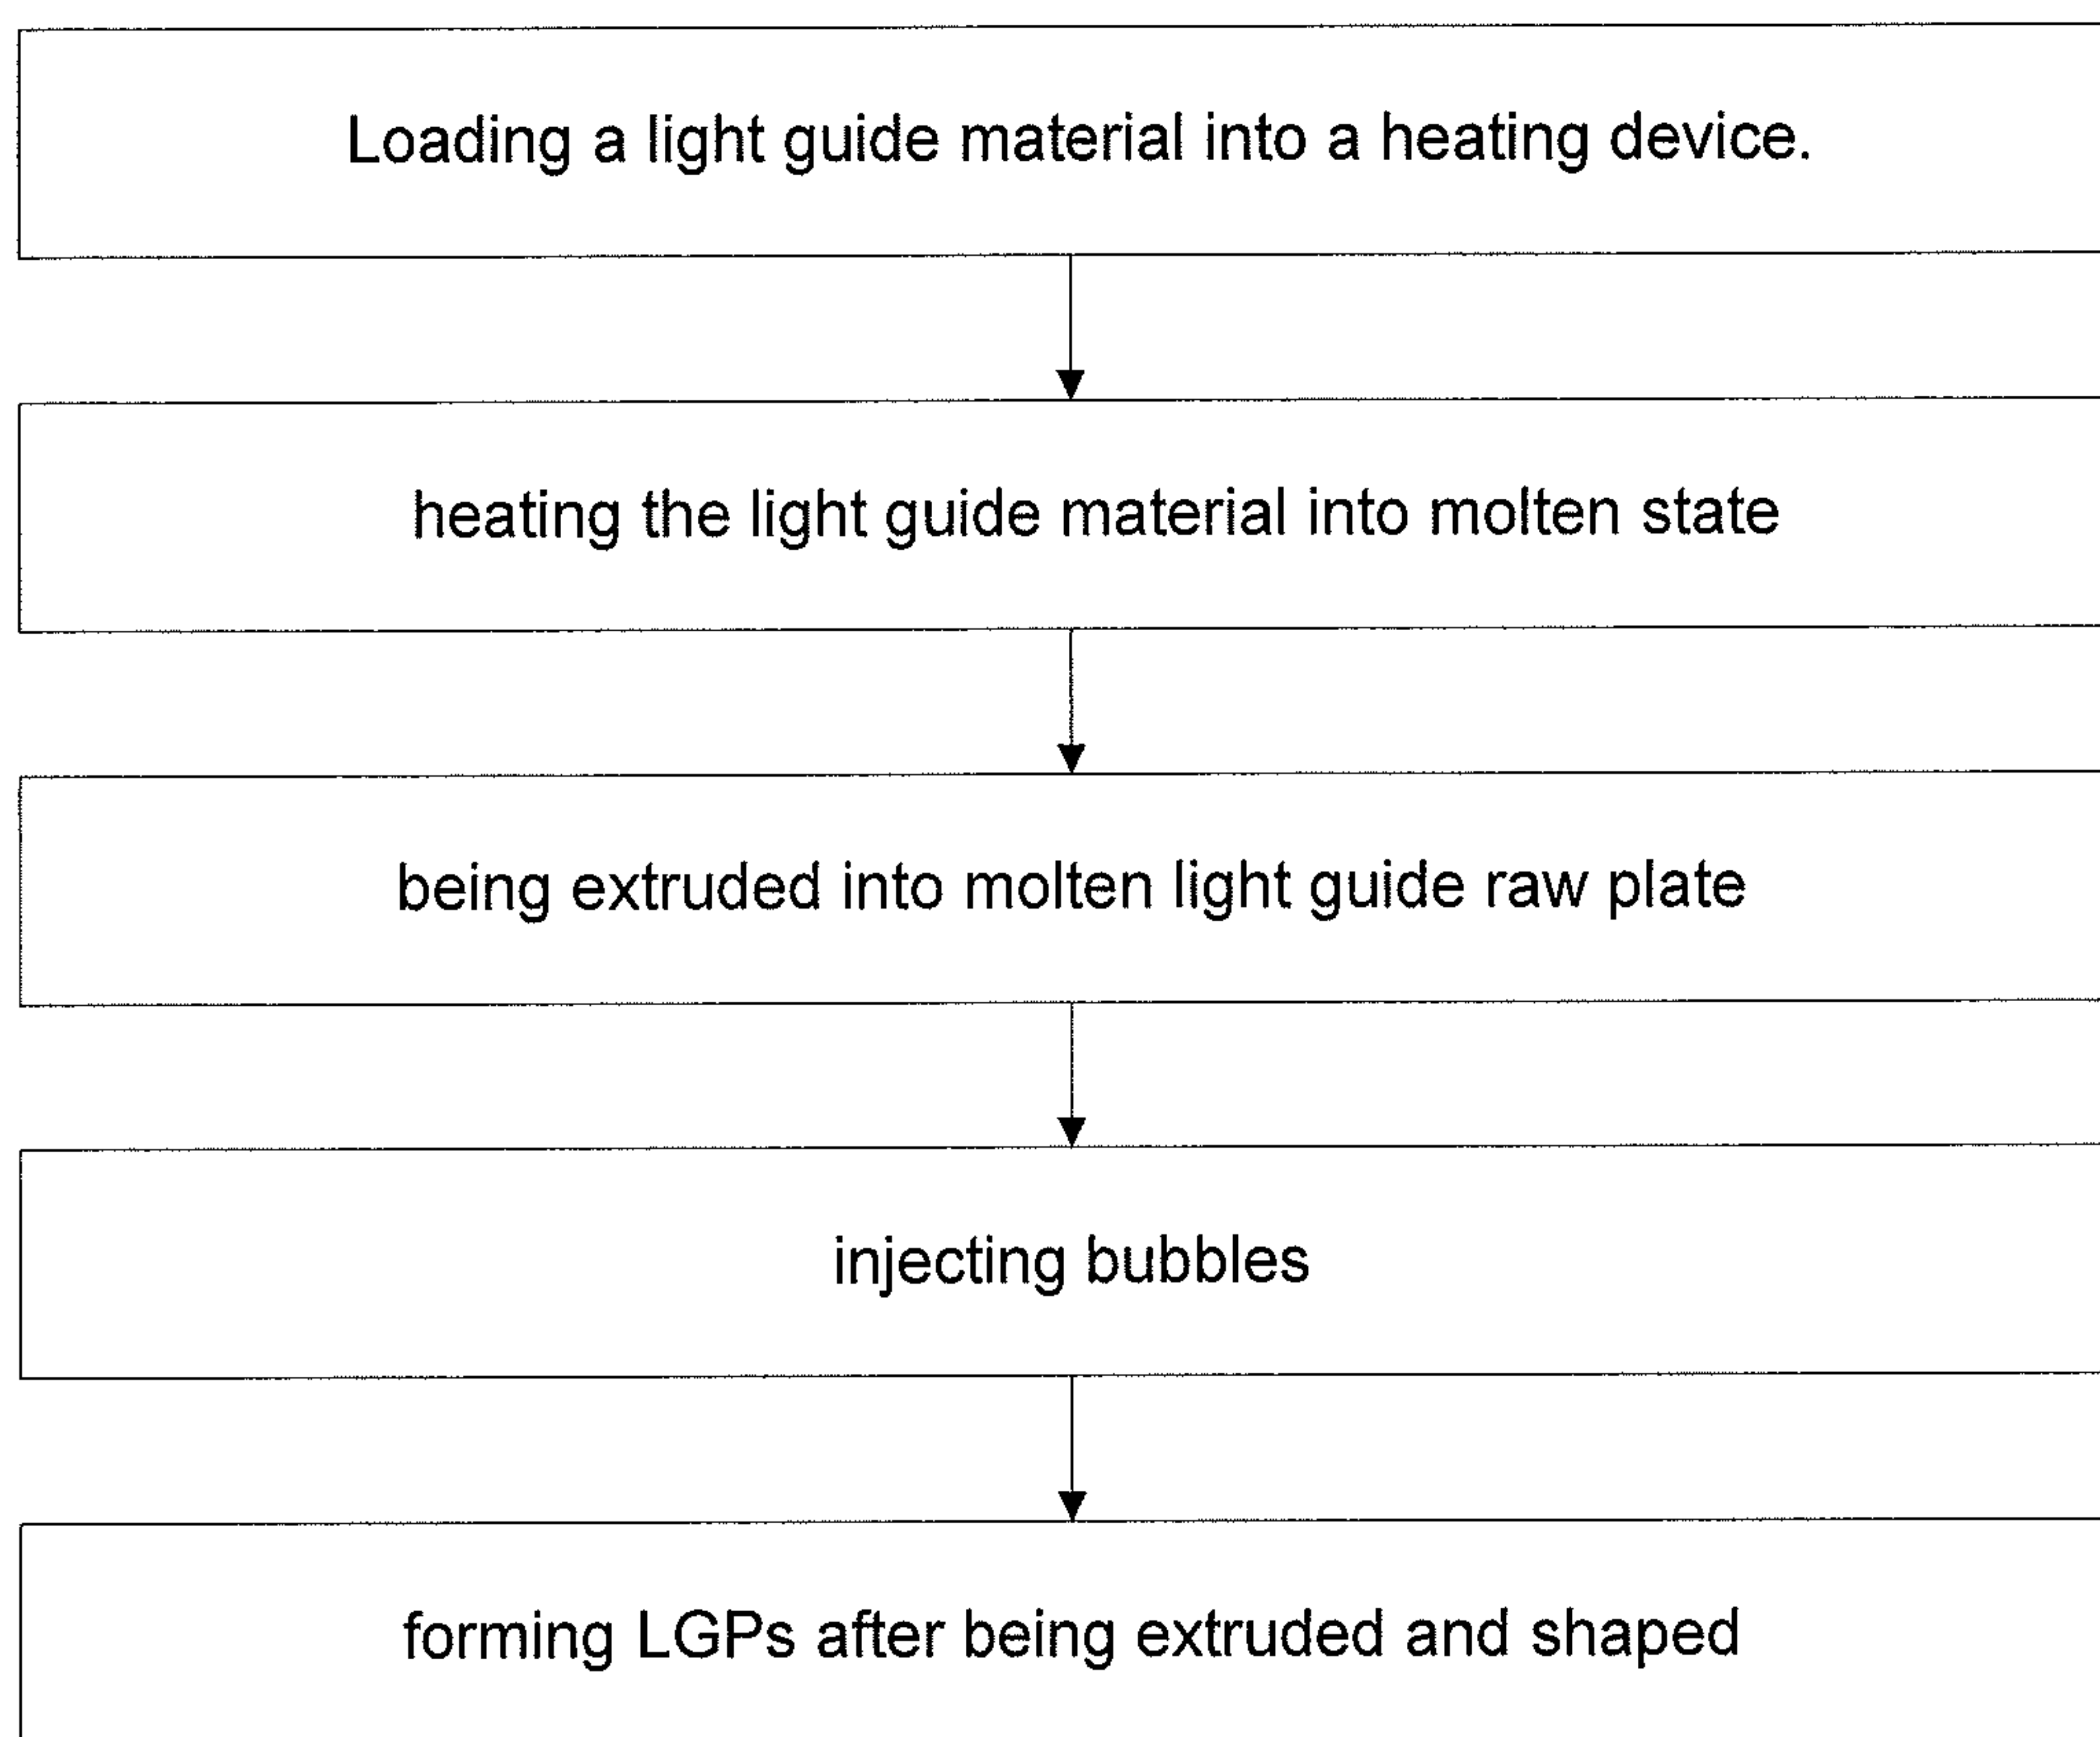 Loading a light guide material into a heating device.
heating the light guide material into molten state
being extruded into molten light guide raw plate
injecting bubbles
forming LGPs after being extruded and shaped